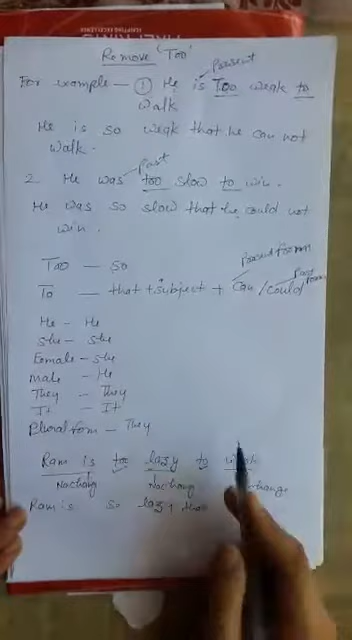 Remove 'Too'
Present
For example - ① He is Too weak to
walk
He is so weak that he can not
walk.
Past
2. He was too slow to win.
He was so slow that he could not
win.
Too - so
Present form
To - that + subject + can / could
Past form
He - He
She - she
Female - she
Male - He
They - They
It - It
Plural form - They
Ram is too lazy to
No chang No chang change
Ram is so lazy that